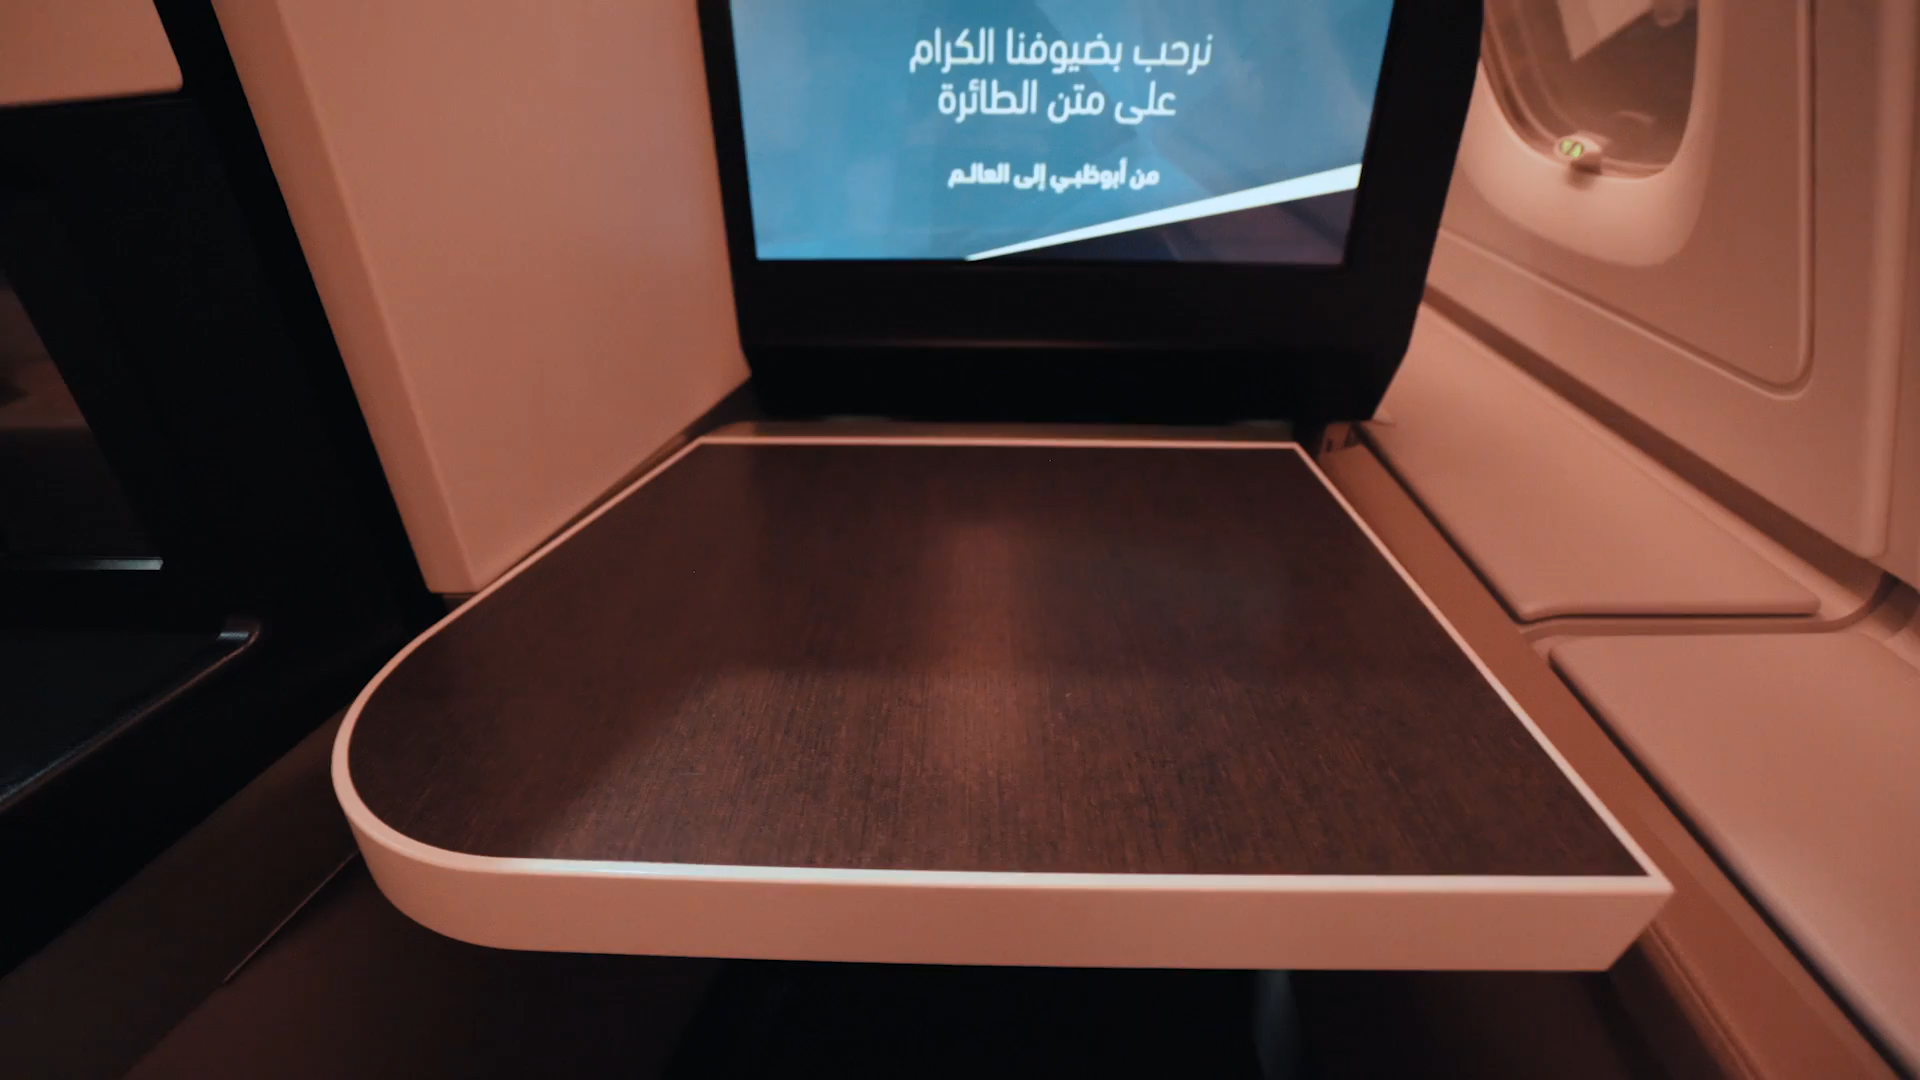 نرحب بضيوفنا الكرام
على متن الطائرة
من أبوظبي إلى العالم